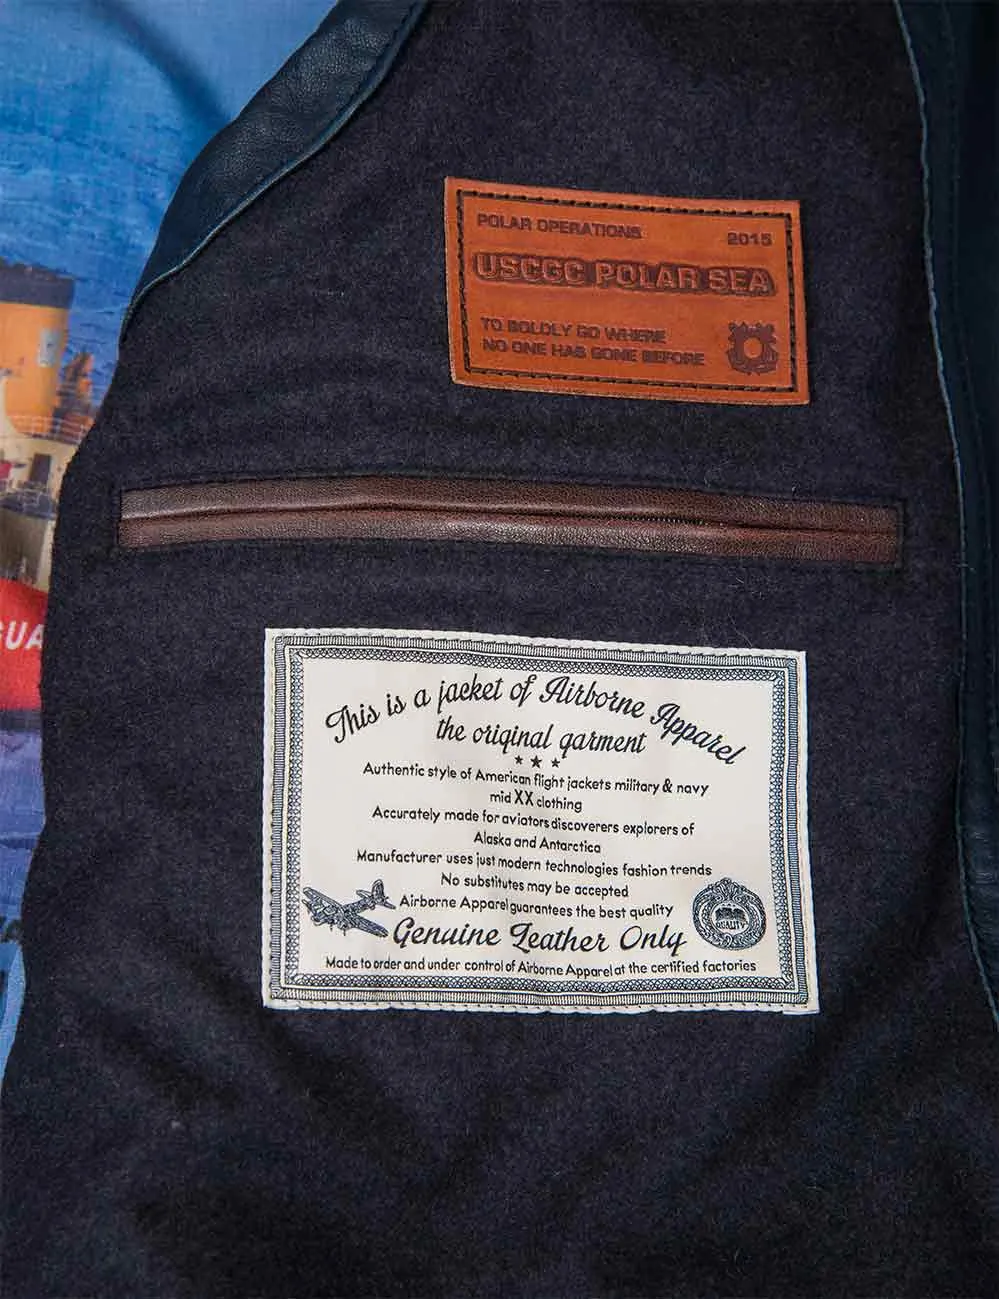 POLAR OPERATIONS 2015
USCGC POLAR SEA
TO BOLDLY GO WHERE
NO ONE HAS GONE BEFORE
GUA
This is a jacket of Airborne Apparel
the original garment
Authentic style of American flight jackets military & navy
mid XX clothing
Accurately made for aviators discoverers explorers of
Alaska and Antarctica
Manufacturer uses just modern technologies fashion trends
No substitutes may be accepted
Airborne Apparel guarantees the best quality
QUALITY
Genuine Leather Only
Made to order and under control of Airborne Apparel at the certified factories